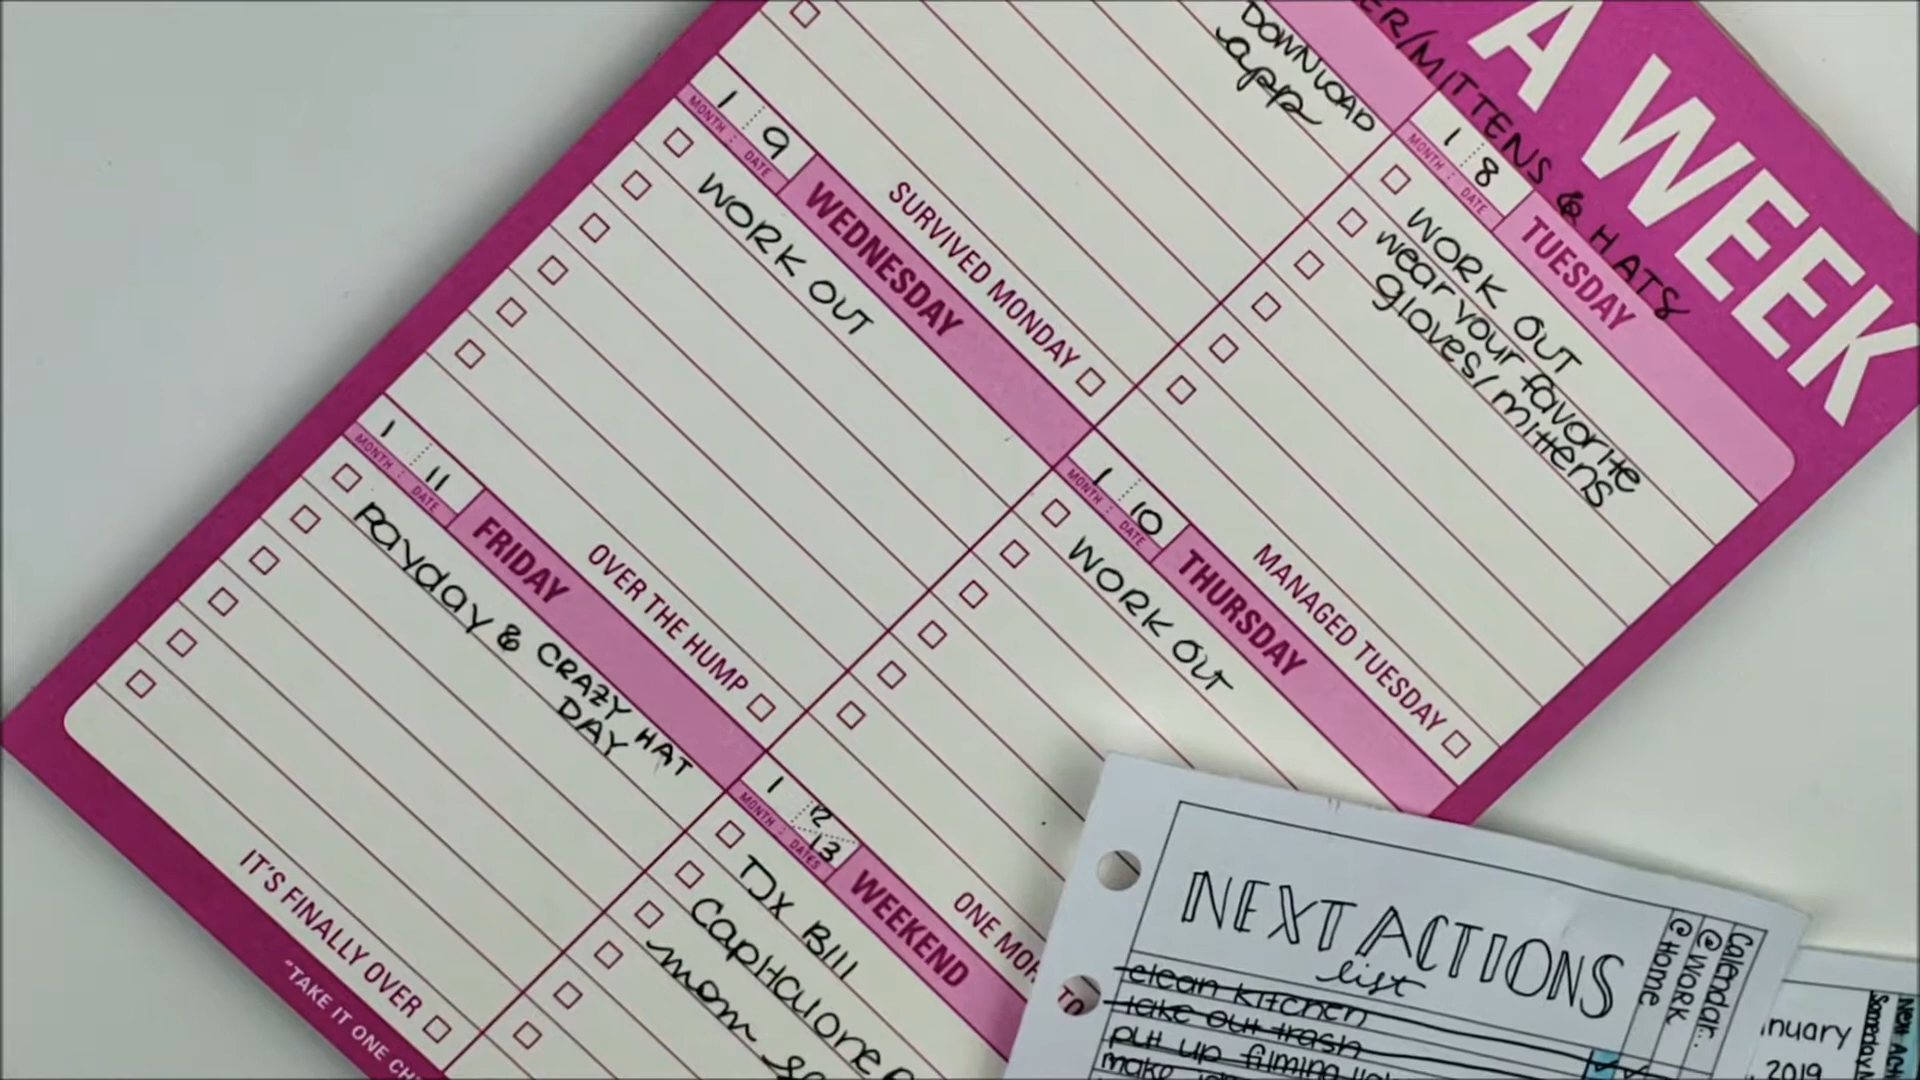 A WEEK
MITTENS & HATS
DOWNLOAD
app
1 8
MONTH : DATE
TUESDAY
WORK OUT
wear your favorite
gloves/mittens
SURVIVED MONDAY
1 9
MONTH : DATE
WEDNESDAY
WORK OUT
MANAGED TUESDAY
1 10
MONTH : DATE
THURSDAY
WORK OUT
OVER THE HUMP
1 11
MONTH : DATE
FRIDAY
PAYday & CRAZY HAT
DAY
1 12
13
MONTH : DATES
WEEKEND
ONE
TJX Bill
mom
IT'S FINALLY OVER
"TAKE IT ONE
NEXT ACTIONS
list
@ Home
@ WORK
Calendar..
clean kitchen
take out trash
put up filming
make
2019